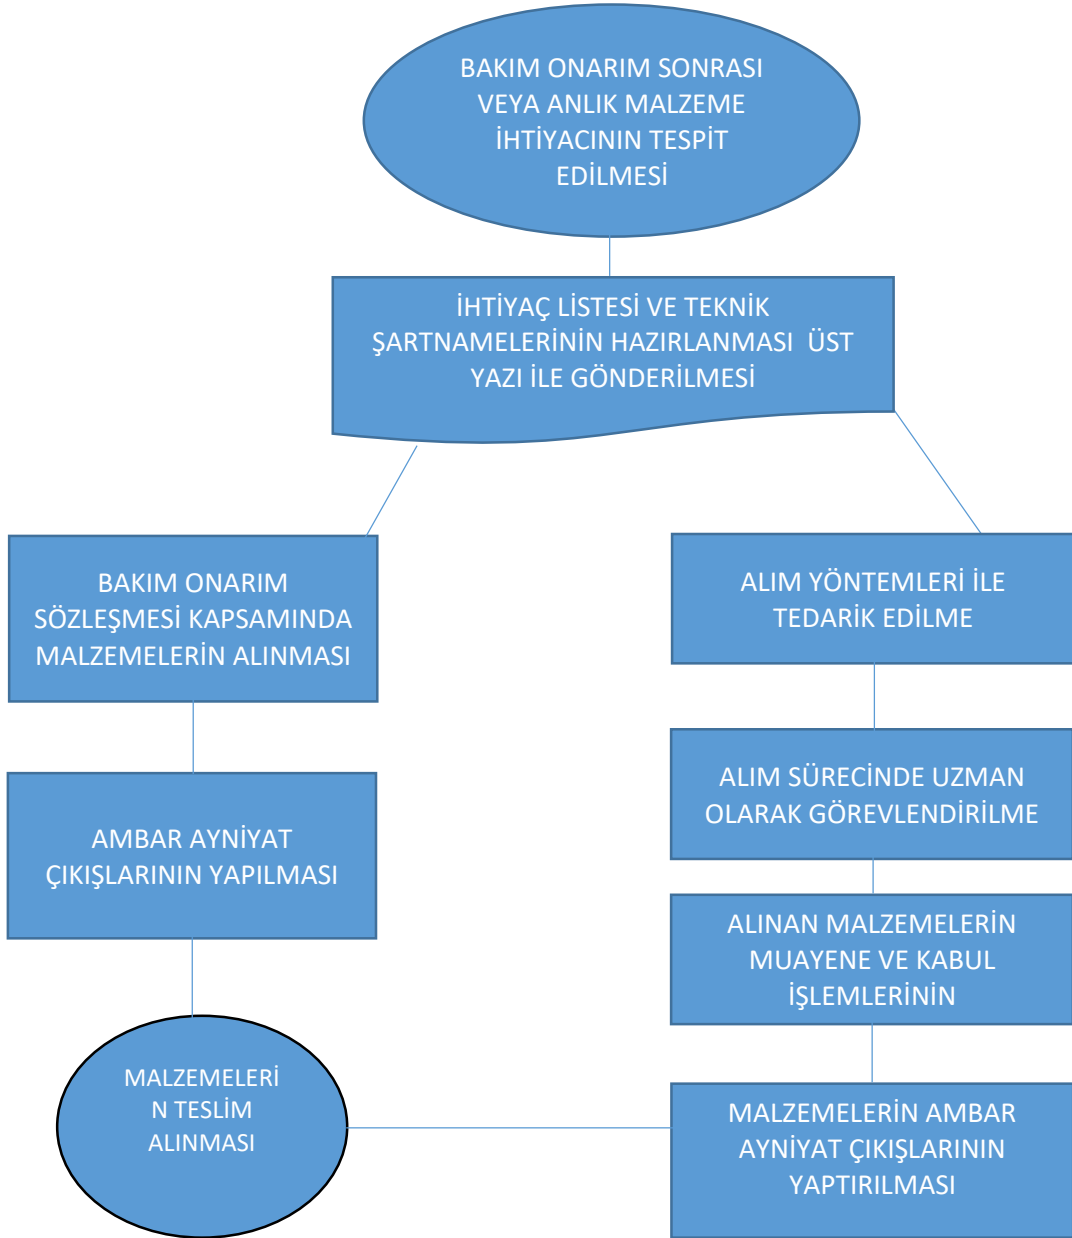 BAKIM ONARIM SONRASI
VEYA ANLIK MALZEME
İHTİYACININ TESPİT
EDİLMESİ
İHTİYAÇ LİSTESİ VE TEKNİK
ŞARTNAMELERİNİN HAZIRLANMASI  ÜST
YAZI İLE GÖNDERİLMESİ
BAKIM ONARIM
SÖZLEŞMESİ KAPSAMINDA
MALZEMELERİN ALINMASI
AMBAR AYNİYAT
ÇIKIŞLARININ YAPILMASI
MALZEMELERİ
N TESLİM
ALINMASI
ALIM YÖNTEMLERİ İLE
TEDARİK EDİLME
ALIM SÜRECİNDE UZMAN
OLARAK GÖREVLENDİRİLME
ALINAN MALZEMELERİN
MUAYENE VE KABUL
İŞLEMLERİNİN
MALZEMELERİN AMBAR
AYNİYAT ÇIKIŞLARININ
YAPTIRILMASI